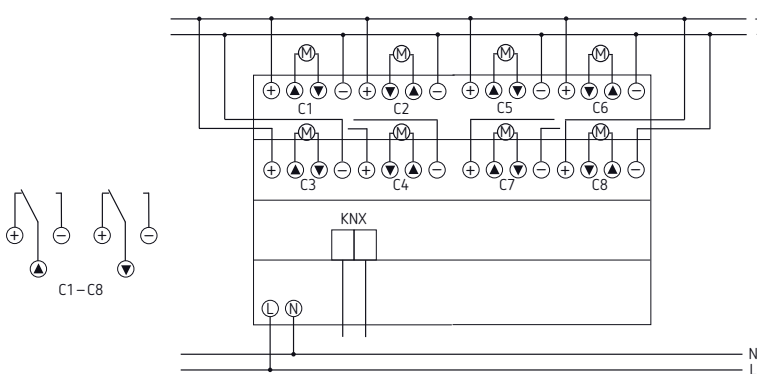 M M M M
+ ▲ ▼ − + ▼ ▲ − + ▲ ▼ − + ▼ ▲ −
C1 C2 C5 C6
M M M M
+ ▲ ▼ − + ▼ ▲ − + ▲ ▼ − + ▼ ▲ −
C3 C4 C7 C8
+ − + −
▲ ▼
C1–C8
KNX
L N
N
L